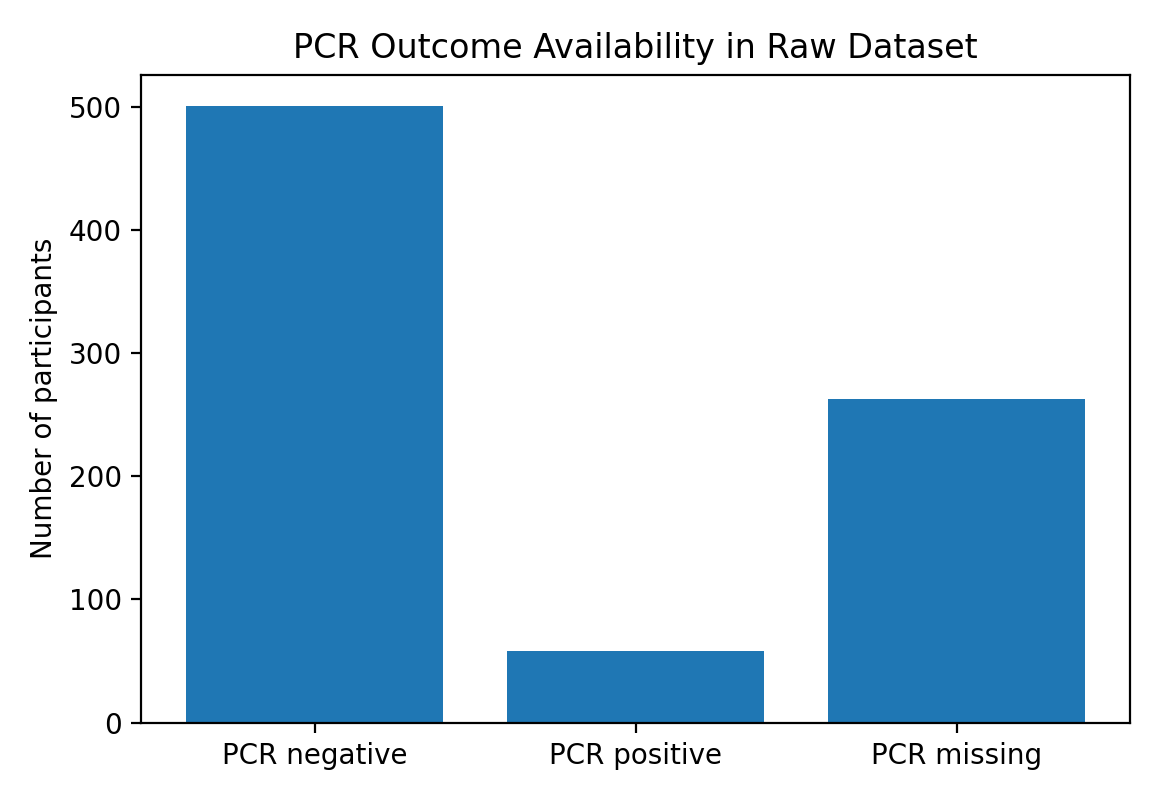 PCR Outcome Availability in Raw Dataset
Number of participants
500
400
300
200
100
0
PCR negative
PCR positive
PCR missing